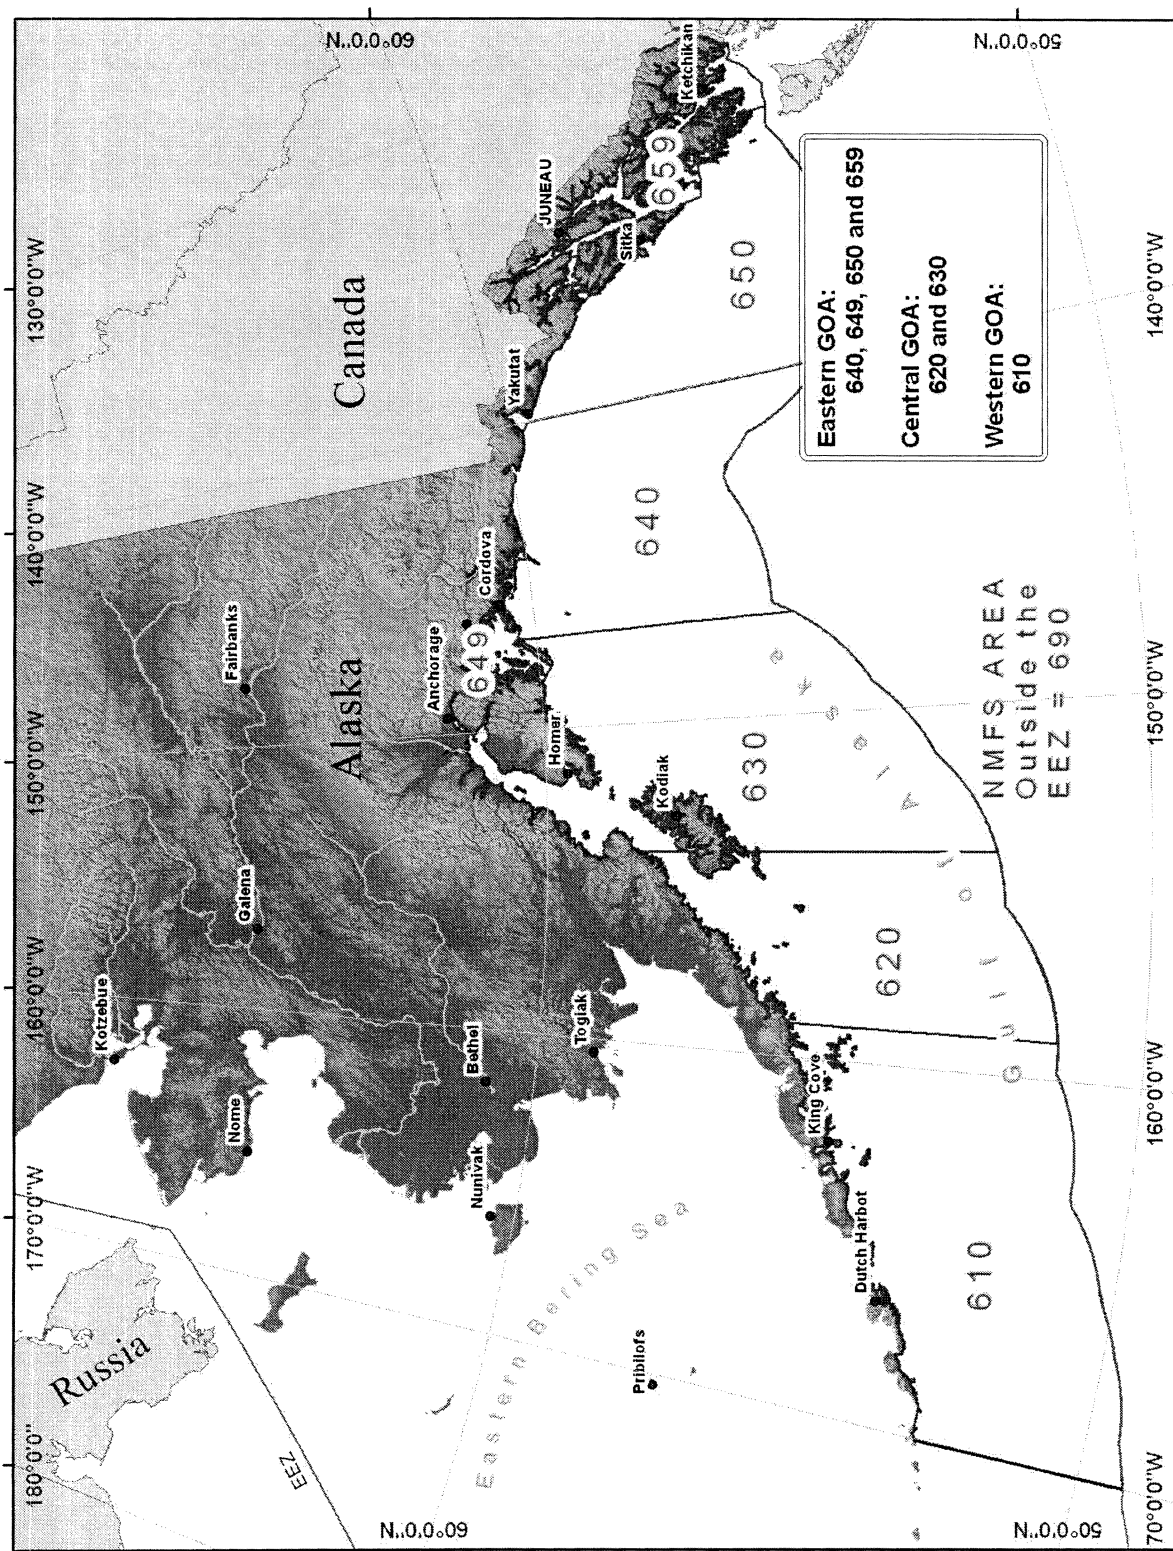 180°0'0"
170°0'0"W
160°0'0"W
150°0'0"W
140°0'0"W
130°0'0"W
60°0'0"N
60°0'0"N
Russia
EEZ
Kotzebue
Nome
Galena
Fairbanks
Alaska
Canada
Nunivak
Bethel
Togiak
Anchorage
649
Cordova
Yakutat
JUNEAU
Sitka
659
Ketchikan
Homer
Kodiak
Eastern Bering Sea
Pribilofs
Dutch Harbot
King Cove
610
620
630
640
650
Gulf of Alaska
NMFS AREA
Outside the
EEZ = 690
Eastern GOA:
640, 649, 650 and 659
Central GOA:
620 and 630
Western GOA:
610
50°0'0"N
50°0'0"N
70°0'0"W
160°0'0"W
150°0'0"W
140°0'0"W